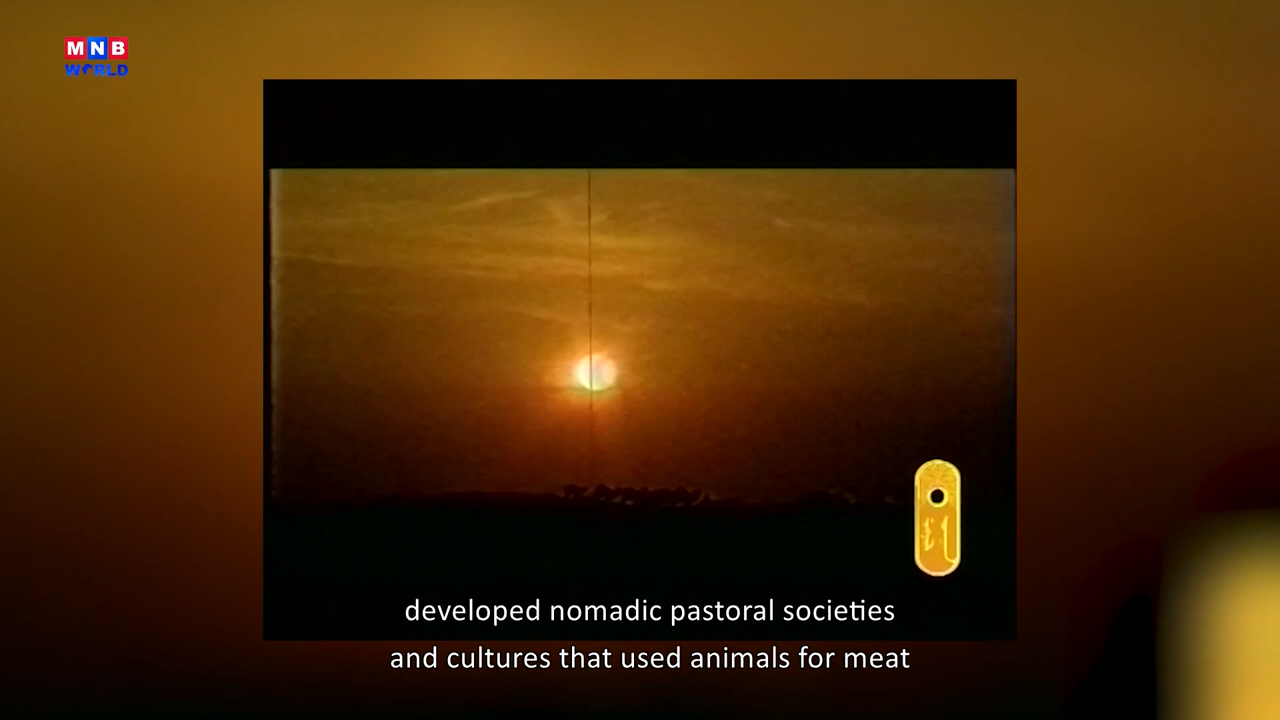 MNB
WORLD
developed nomadic pastoral societies
and cultures that used animals for meat